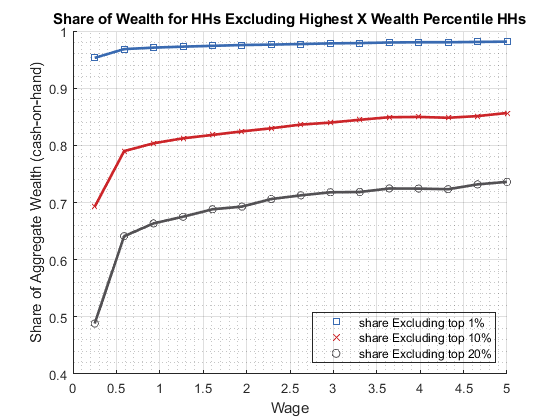 Share of Wealth for HHs Excluding Highest X Wealth Percentile HHs
Share of Aggregate Wealth (cash-on-hand)
1
0.9
0.8
0.7
0.6
0.5
0.4
0 0.5 1 1.5 2 2.5 3 3.5 4 4.5 5
Wage
share Excluding top 1%
share Excluding top 10%
share Excluding top 20%